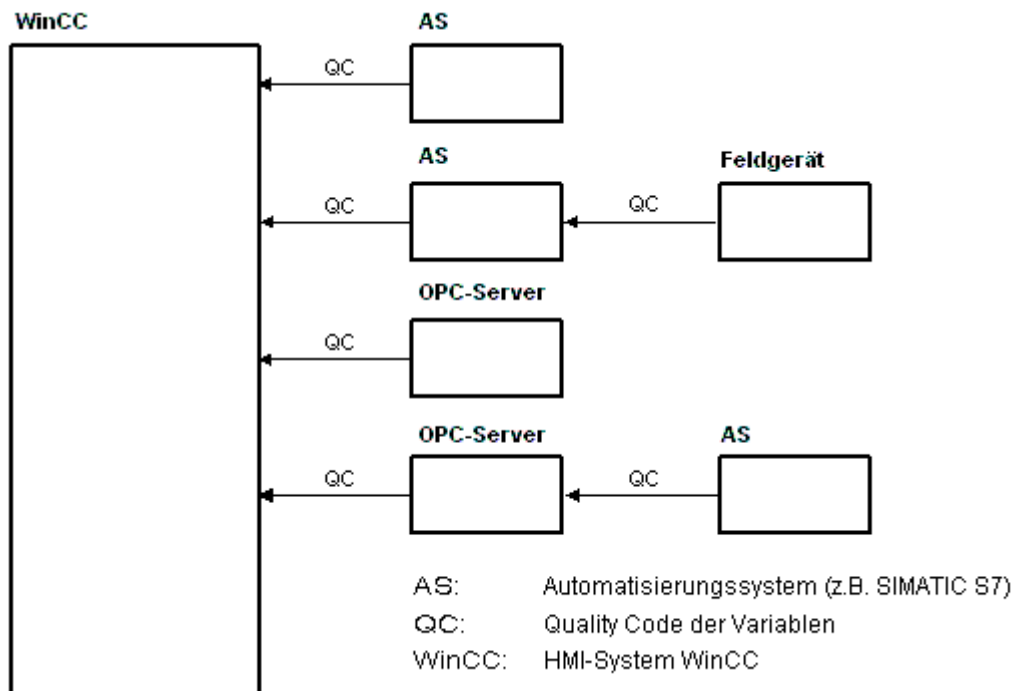 WinCC
AS
QC
AS
Feldgerät
QC
QC
OPC-Server
QC
OPC-Server
AS
QC
QC
AS: Automatisierungssystem (z.B. SIMATIC S7)
QC: Quality Code der Variablen
WinCC: HMI-System WinCC